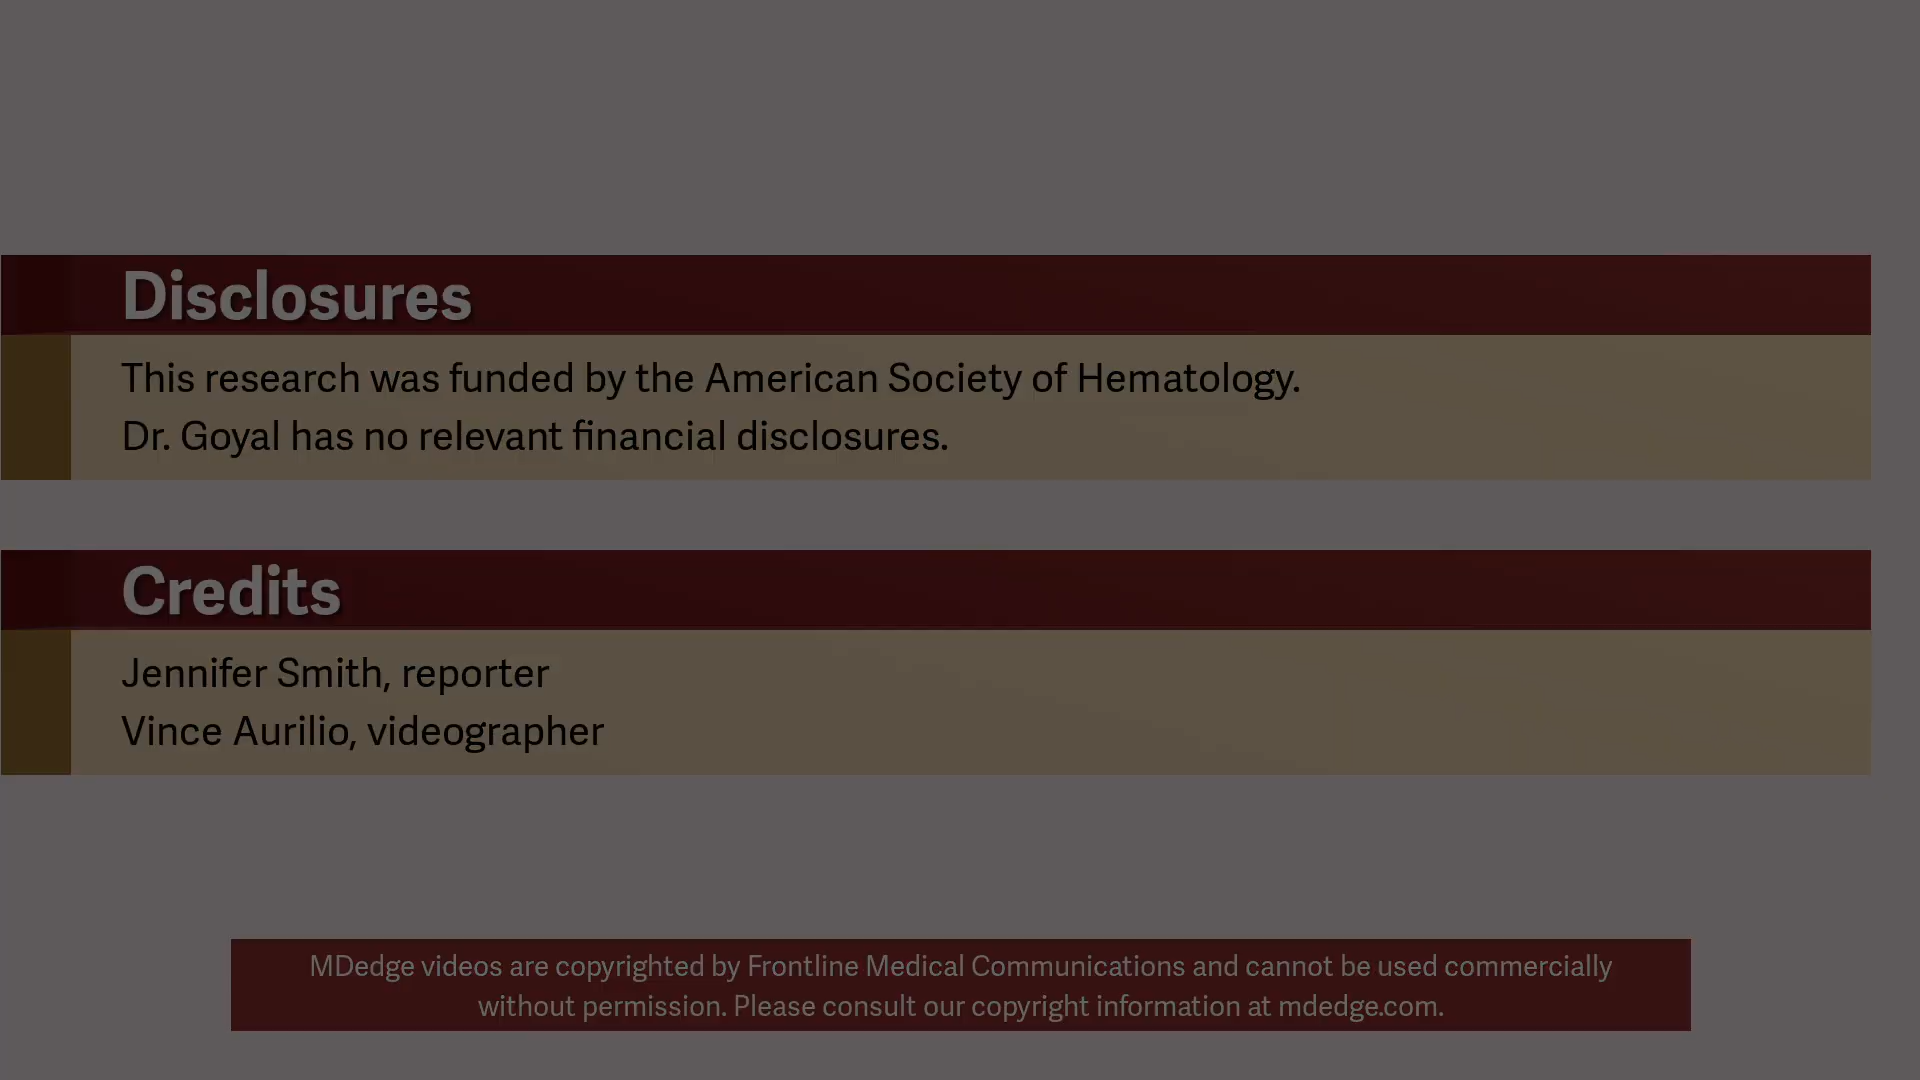 Disclosures
This research was funded by the American Society of Hematology.
Dr. Goyal has no relevant financial disclosures.
Credits
Jennifer Smith, reporter
Vince Aurilio, videographer
MDedge videos are copyrighted by Frontline Medical Communications and cannot be used commercially
without permission. Please consult our copyright information at mdedge.com.